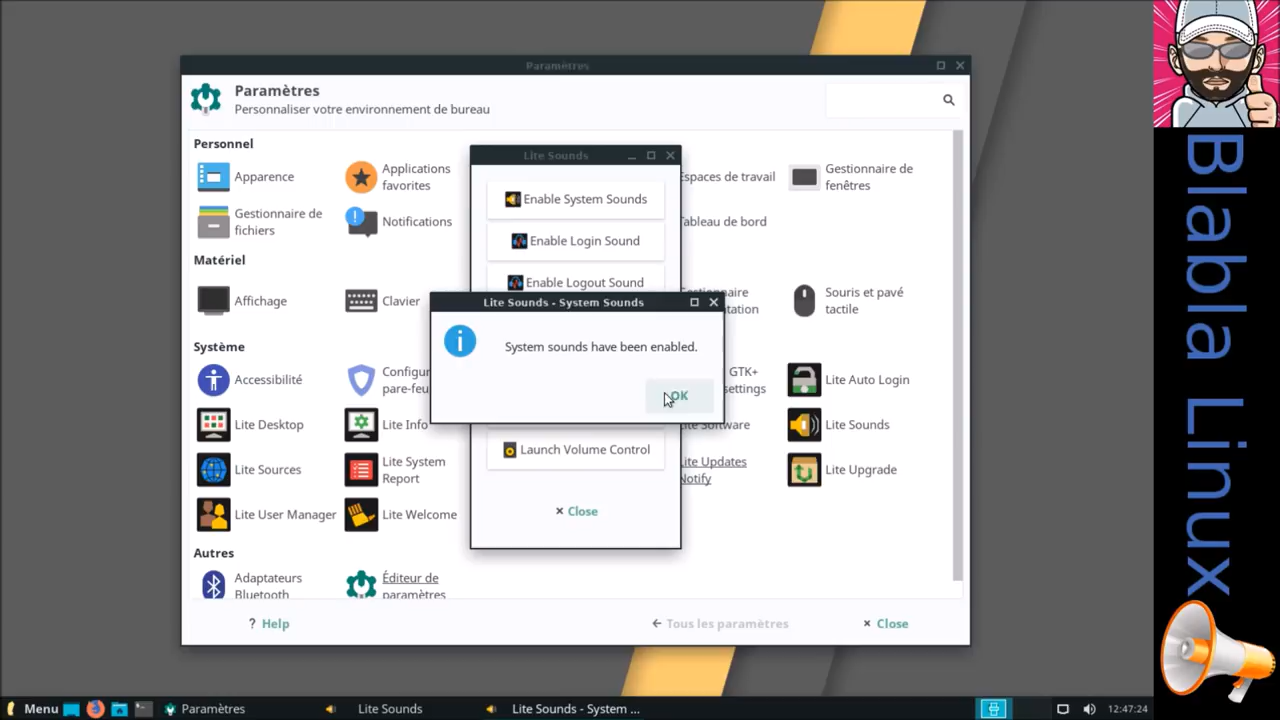 Paramètres
Paramètres
Personnaliser votre environnement de bureau
Personnel
Apparence
Applications
favorites
Espaces de travail
Gestionnaire de
fenêtres
Gestionnaire de
fichiers
Notifications
Tableau de bord
Matériel
Affichage
Clavier
Souris et pavé
tactile
Système
Accessibilité
GTK+
Lite Auto Login
Lite Desktop
Lite Info
Lite Software
Lite Sounds
Lite Sources
Lite System
Report
Lite Updates
Notify
Lite Upgrade
Lite User Manager
Lite Welcome
Autres
Adaptateurs
Bluetooth
Éditeur de
paramètres
? Help
Tous les paramètres
Close
Lite Sounds
Enable System Sounds
Enable Login Sound
Enable Logout Sound
Launch Volume Control
Close
Lite Sounds - System Sounds
System sounds have been enabled.
OK
Menu
Paramètres
Lite Sounds
Lite Sounds - System ...
12:47:24
Blabla Linux